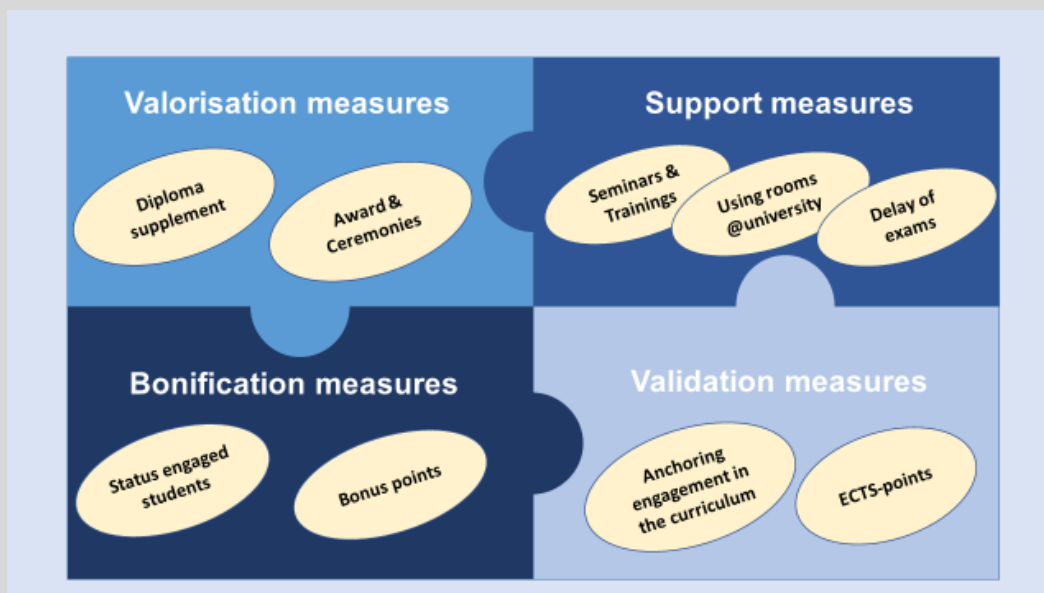 Valorisation measures
Diploma
supplement
Award &
Ceremonies
Support measures
Seminars &
Trainings
Using rooms
@university
Delay of
exams
Bonification measures
Status engaged
students
Bonus points
Validation measures
Anchoring
engagement in
the curriculum
ECTS-points